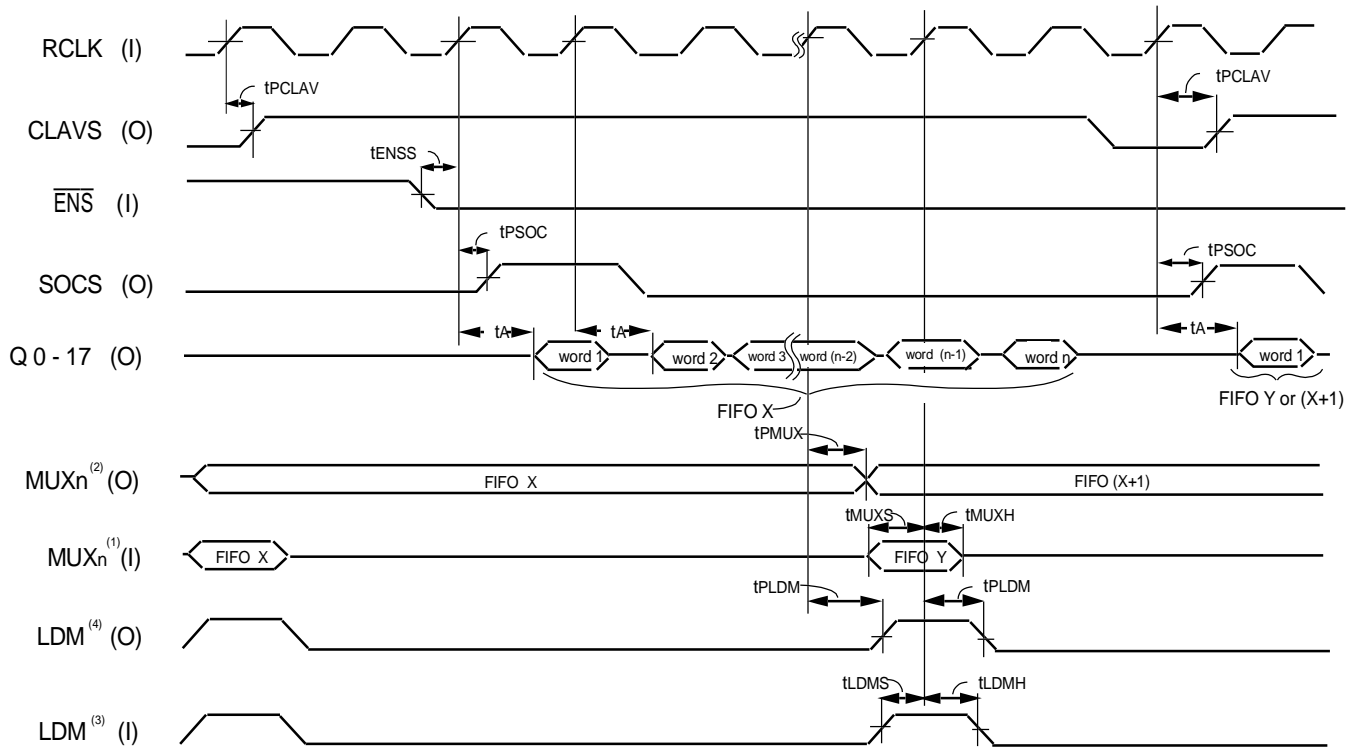 RCLK (I)
tPCLAV
tPCLAV
CLAVS (O)
tENSS
ENS (I)
tPSOC
tPSOC
SOCS (O)
tA
tA
tA
Q 0 - 17 (O)
word 1
word 2
word 3
word (n-2)
word (n-1)
word n
word 1
FIFO X
FIFO Y or (X+1)
tPMUX
MUXn (2) (O)
FIFO X
FIFO (X+1)
tMUXS
tMUXH
MUXn (1) (I)
FIFO X
FIFO Y
tPLDM
tPLDM
LDM (4) (O)
tLDMS
tLDMH
LDM (3) (I)